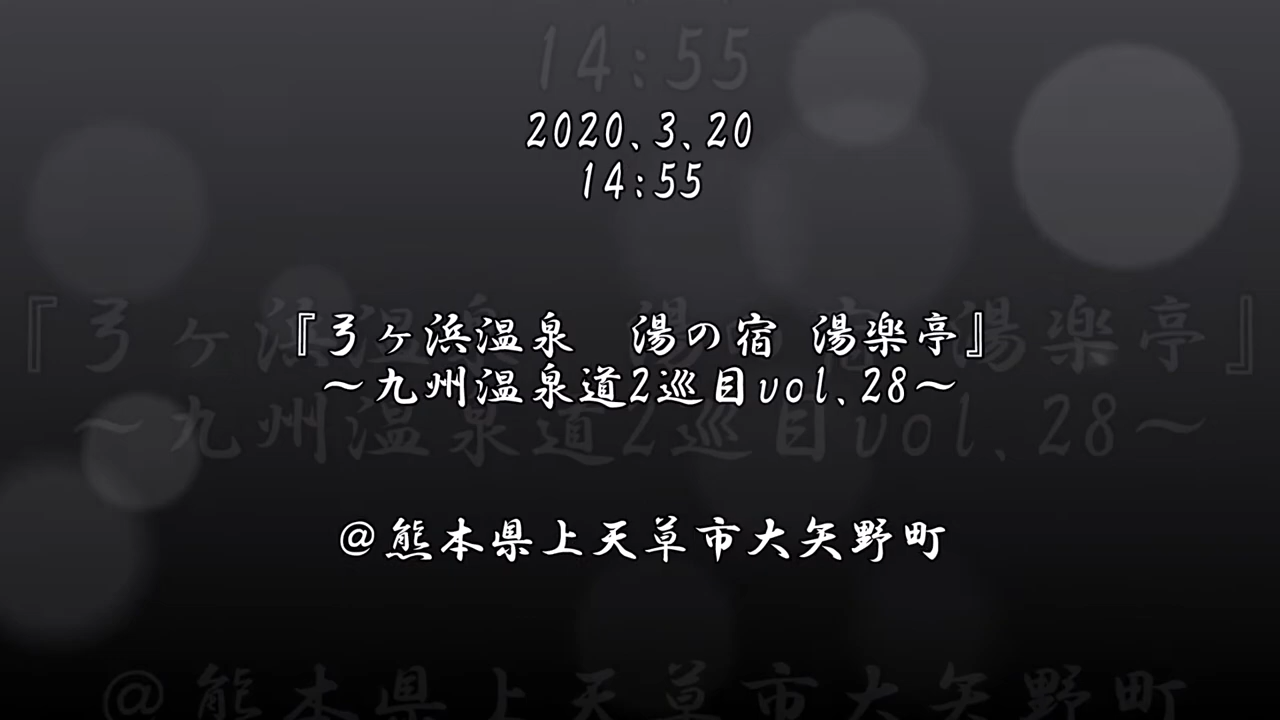 14:55
2020.3.20
14:55
『弓ヶ浜温泉　湯の宿 湯楽亭』
～九州温泉道2巡目vol.28～
＠熊本県上天草市大矢野町